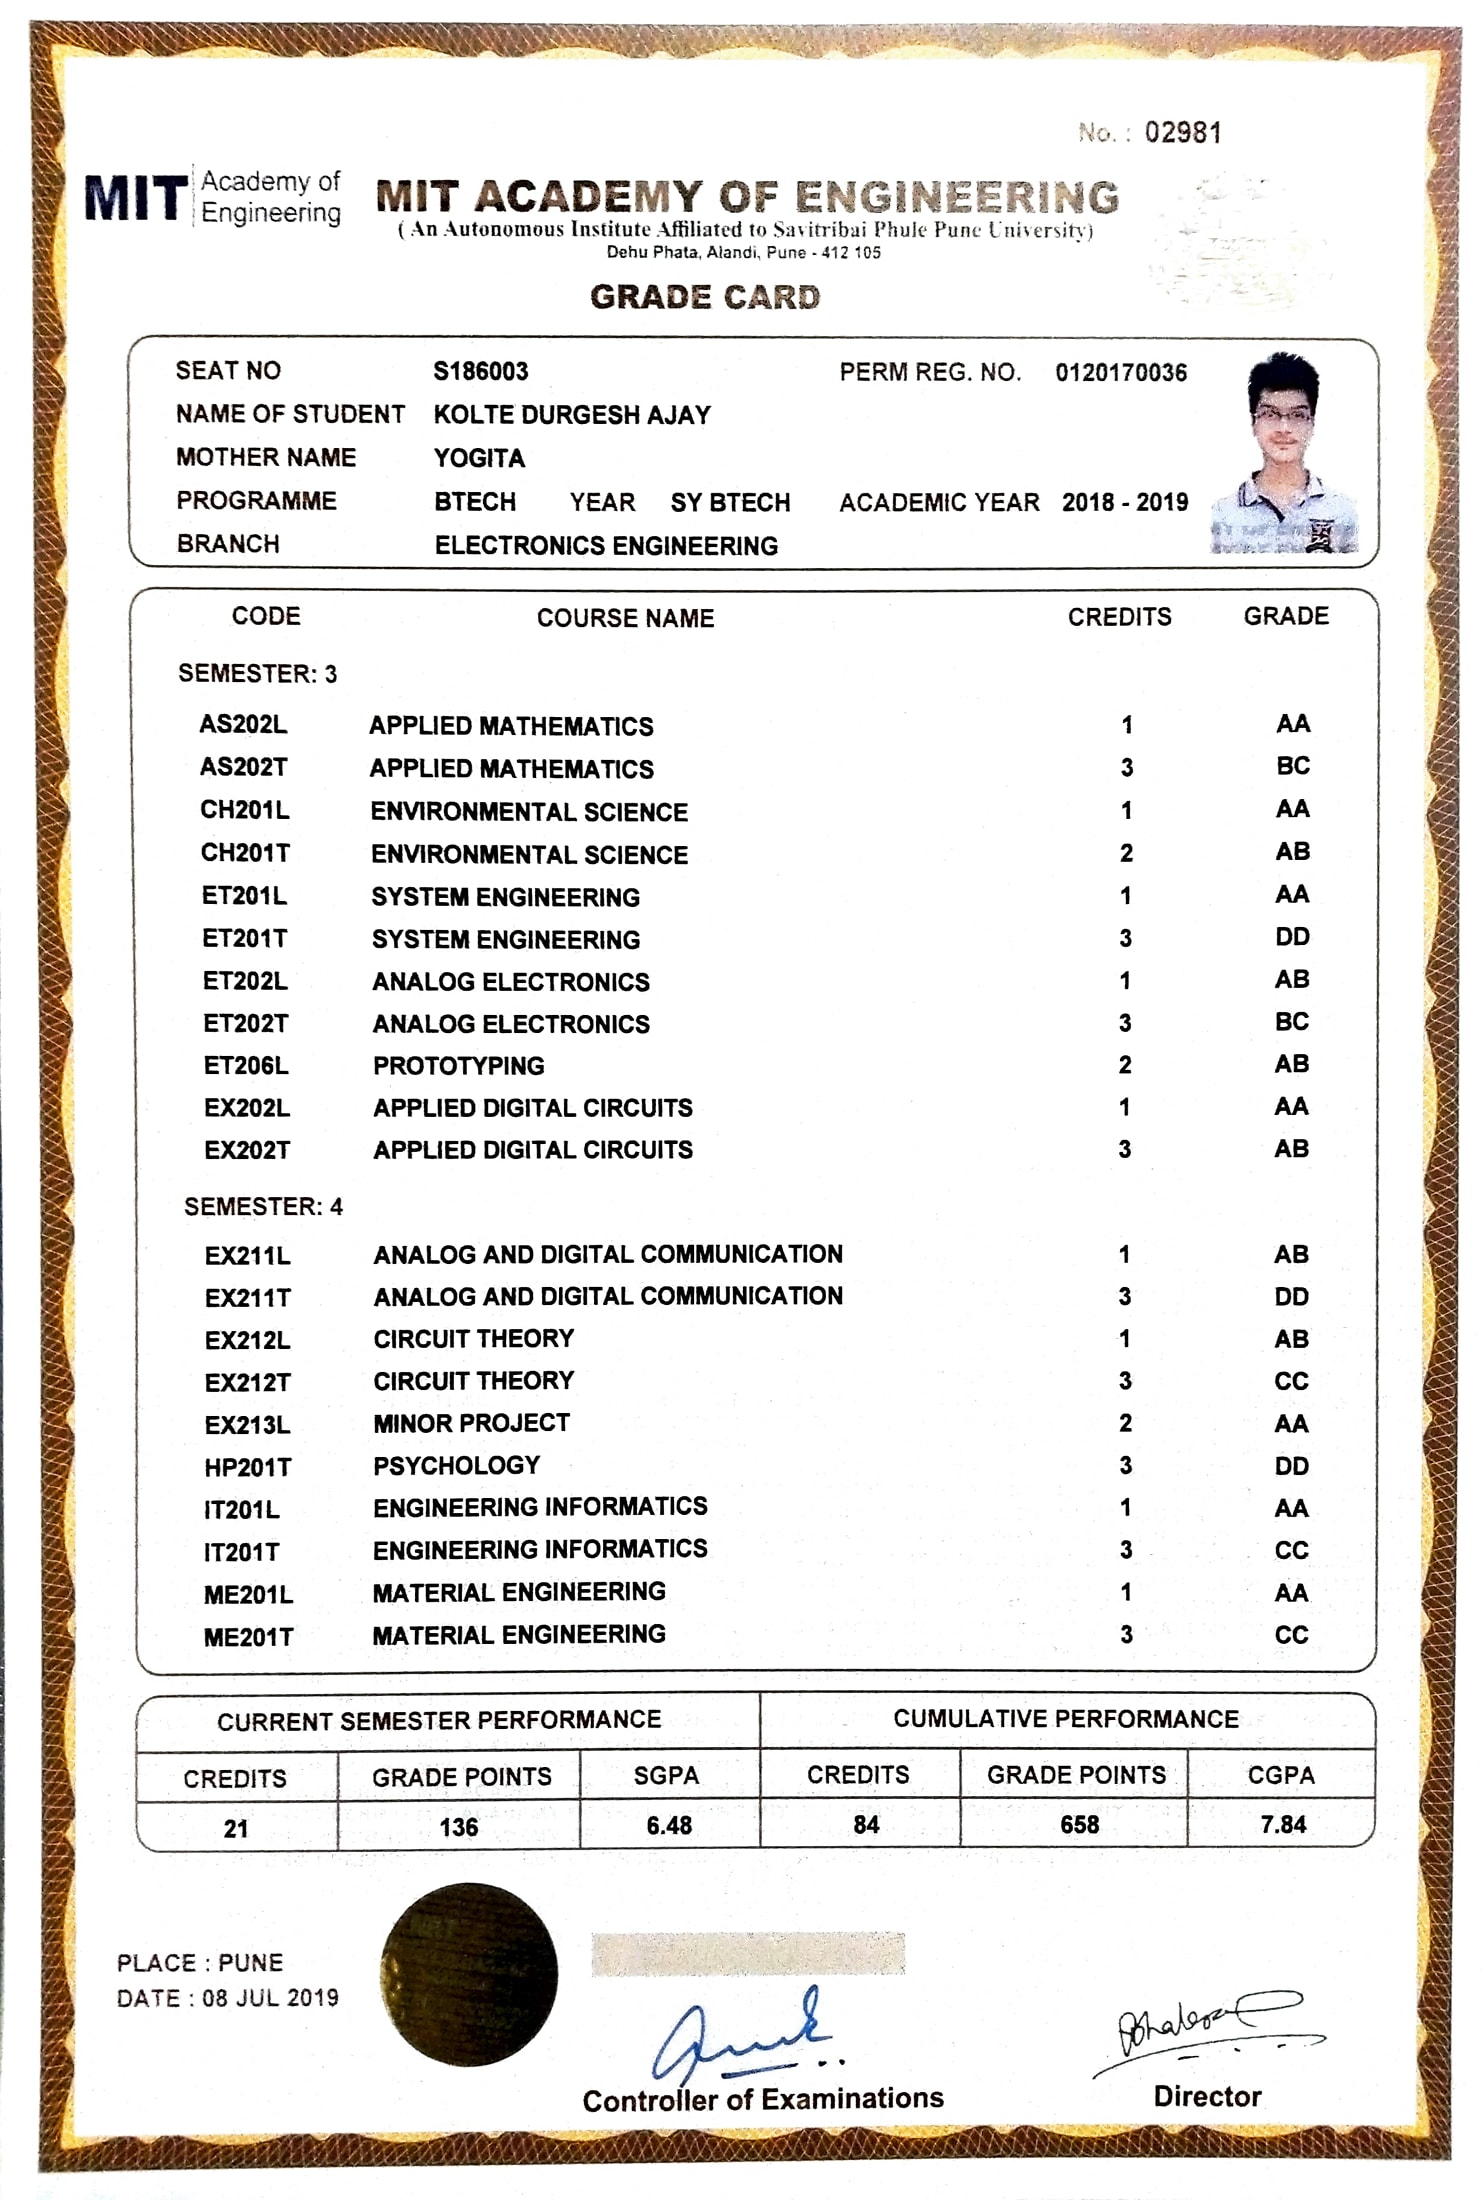 No. : 02981
MIT Academy of Engineering
MIT ACADEMY OF ENGINEERING
( An Autonomous Institute Affiliated to Savitribai Phule Pune University)
Dehu Phata, Alandi, Pune - 412 105
GRADE CARD
SEAT NO S186003 PERM REG. NO. 0120170036
NAME OF STUDENT KOLTE DURGESH AJAY
MOTHER NAME YOGITA
PROGRAMME BTECH YEAR SY BTECH ACADEMIC YEAR 2018 - 2019
BRANCH ELECTRONICS ENGINEERING
CODE COURSE NAME CREDITS GRADE
SEMESTER: 3
AS202L APPLIED MATHEMATICS 1 AA
AS202T APPLIED MATHEMATICS 3 BC
CH201L ENVIRONMENTAL SCIENCE 1 AA
CH201T ENVIRONMENTAL SCIENCE 2 AB
ET201L SYSTEM ENGINEERING 1 AA
ET201T SYSTEM ENGINEERING 3 DD
ET202L ANALOG ELECTRONICS 1 AB
ET202T ANALOG ELECTRONICS 3 BC
ET206L PROTOTYPING 2 AB
EX202L APPLIED DIGITAL CIRCUITS 1 AA
EX202T APPLIED DIGITAL CIRCUITS 3 AB
SEMESTER: 4
EX211L ANALOG AND DIGITAL COMMUNICATION 1 AB
EX211T ANALOG AND DIGITAL COMMUNICATION 3 DD
EX212L CIRCUIT THEORY 1 AB
EX212T CIRCUIT THEORY 3 CC
EX213L MINOR PROJECT 2 AA
HP201T PSYCHOLOGY 3 DD
IT201L ENGINEERING INFORMATICS 1 AA
IT201T ENGINEERING INFORMATICS 3 CC
ME201L MATERIAL ENGINEERING 1 AA
ME201T MATERIAL ENGINEERING 3 CC
CURRENT SEMESTER PERFORMANCE CUMULATIVE PERFORMANCE
CREDITS GRADE POINTS SGPA CREDITS GRADE POINTS CGPA
21 136 6.48 84 658 7.84
PLACE : PUNE
DATE : 08 JUL 2019
Controller of Examinations Director